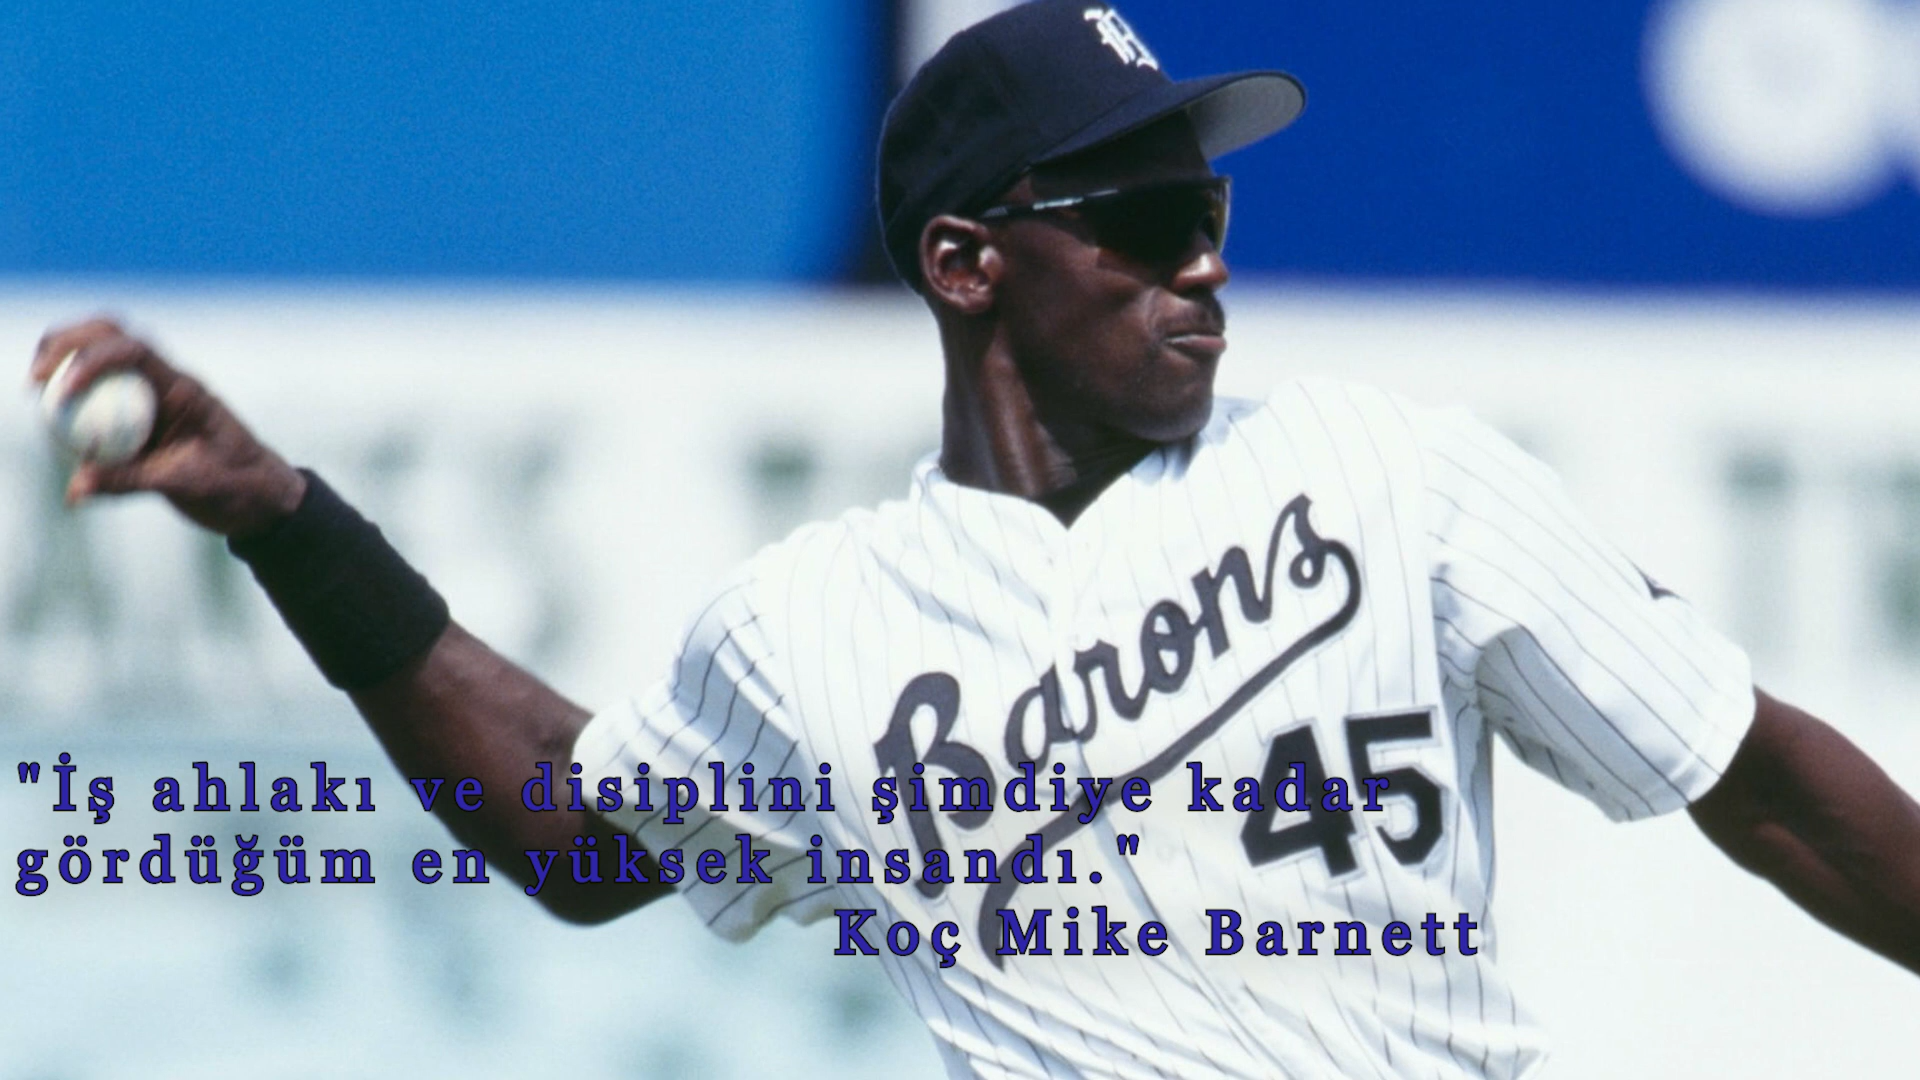 B
Barons
45
"İş ahlakı ve disiplini şimdiye kadar
gördüğüm en yüksek insandı."
Koç Mike Barnett